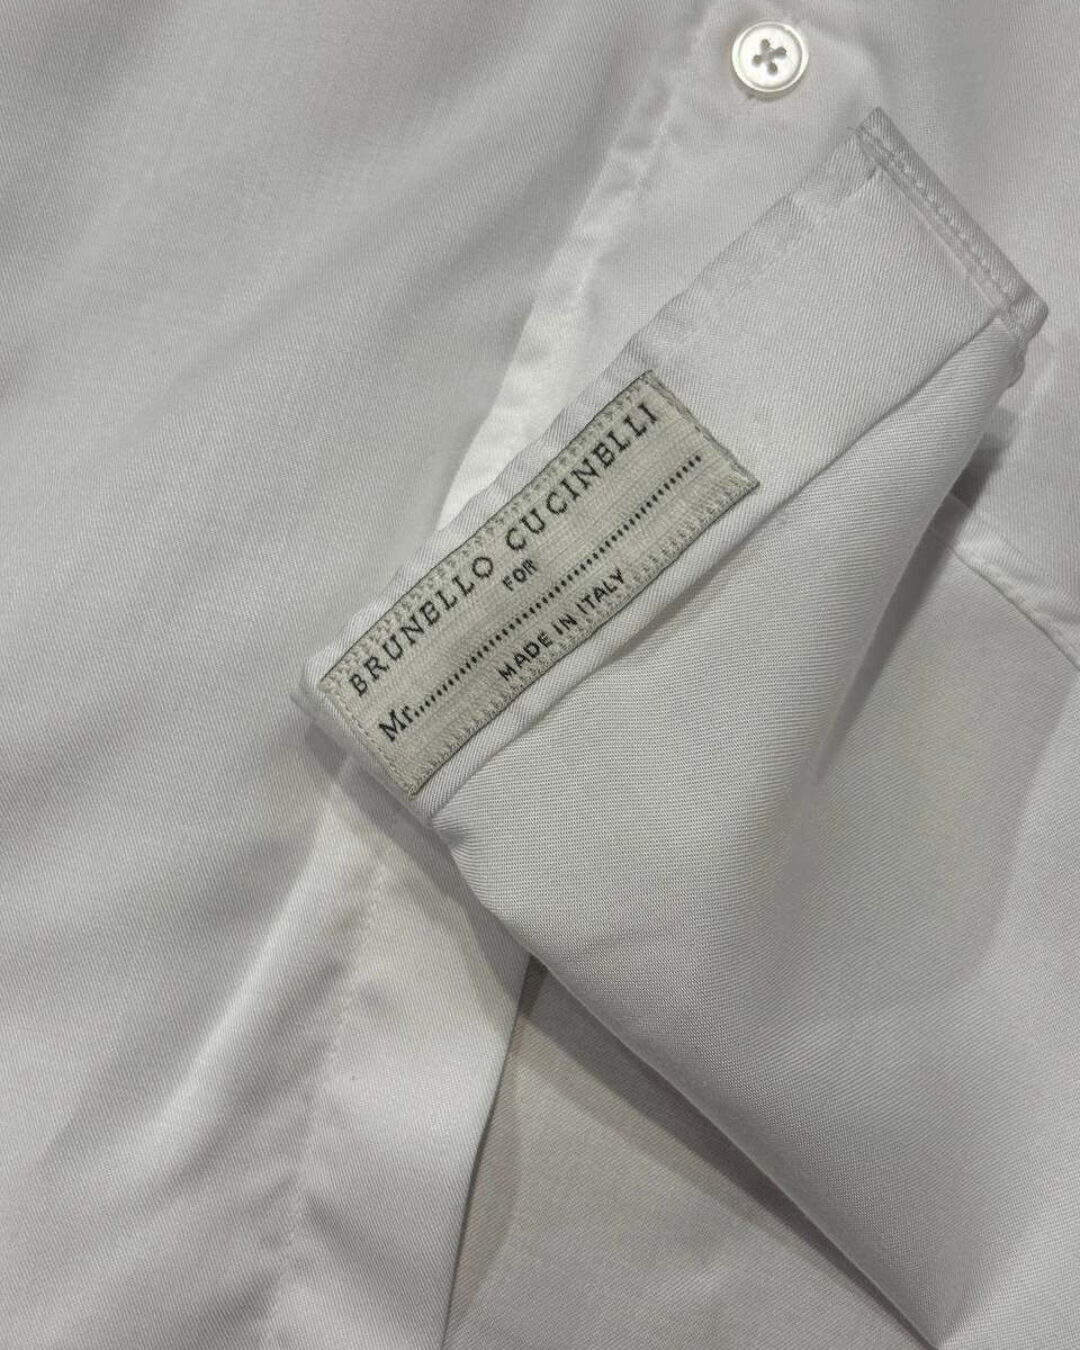 BRUNELLO CUCINELLI
FOR
Mr........................................
MADE IN ITALY